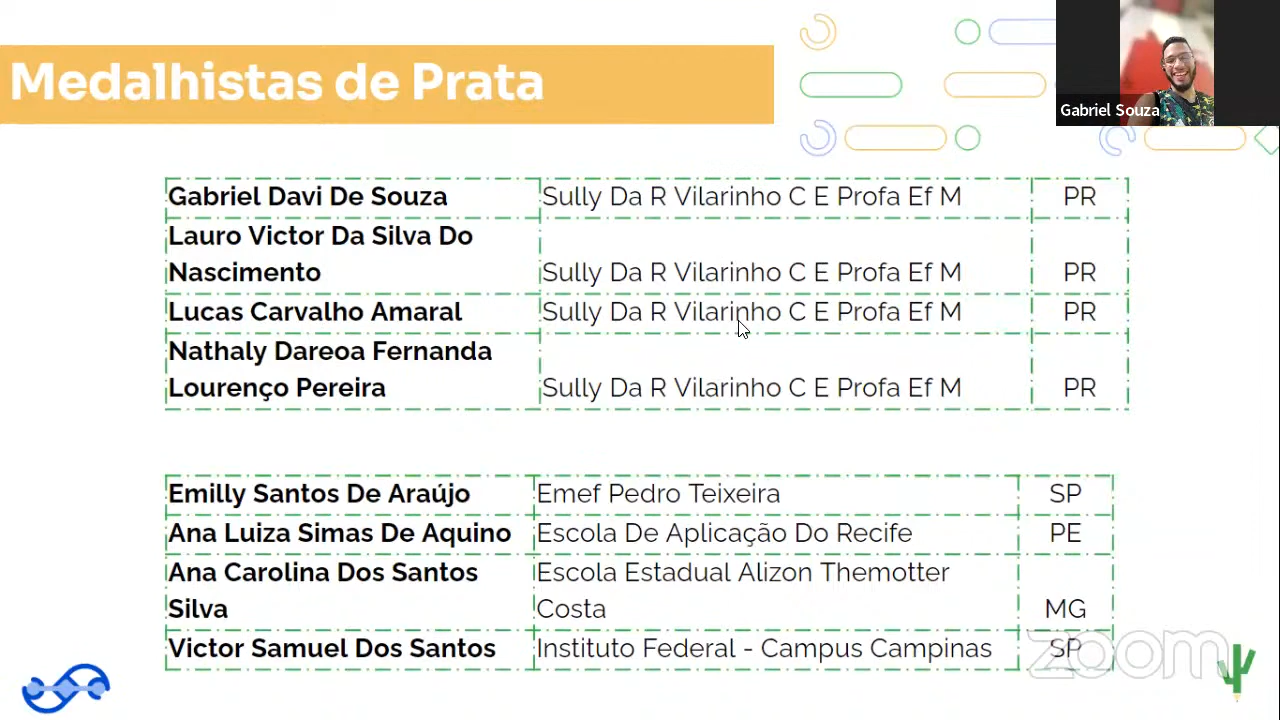 Medalhistas de Prata
Gabriel Souza
Gabriel Davi De Souza Sully Da R Vilarinho C E Profa Ef M PR
Lauro Victor Da Silva Do
Nascimento Sully Da R Vilarinho C E Profa Ef M PR
Lucas Carvalho Amaral Sully Da R Vilarinho C E Profa Ef M PR
Nathaly Dareoa Fernanda
Lourenço Pereira Sully Da R Vilarinho C E Profa Ef M PR
Emilly Santos De Araújo Emef Pedro Teixeira SP
Ana Luiza Simas De Aquino Escola De Aplicação Do Recife PE
Ana Carolina Dos Santos Escola Estadual Alizon Themotter
Silva Costa MG
Victor Samuel Dos Santos Instituto Federal - Campus Campinas SP
zoom